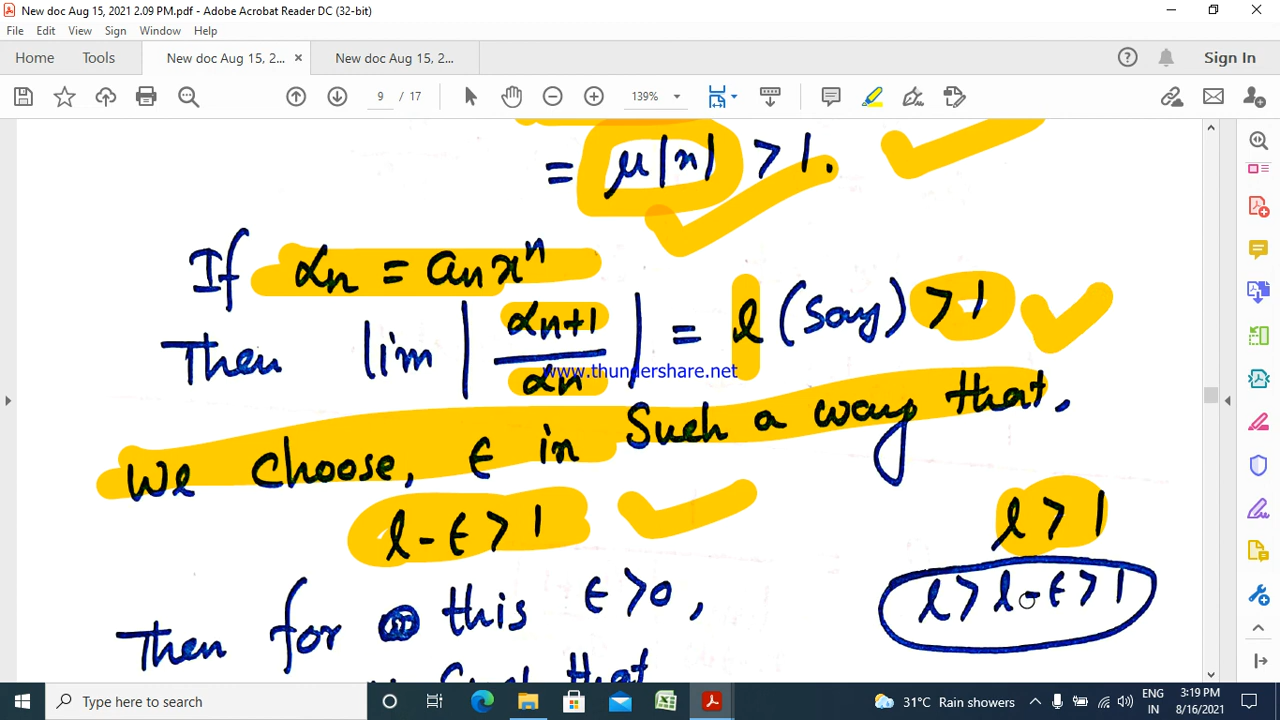 New doc Aug 15, 2021 2.09 PM.pdf - Adobe Acrobat Reader DC (32-bit)
File Edit View Sign Window Help
Home Tools New doc Aug 15, 2... × New doc Aug 15, 2... Sign In
9 / 17 139%
= μ|x| > 1.
If αn = anx^n
Then lim |αn+1/αn| = l (say) > 1
www.thundershare.net
We choose, ε in such a way that,
l - ε > 1
l > 1
l > l - ε > 1
Then for this ε > 0,
such that
Type here to search
31°C Rain showers
ENG
IN
3:19 PM
8/16/2021